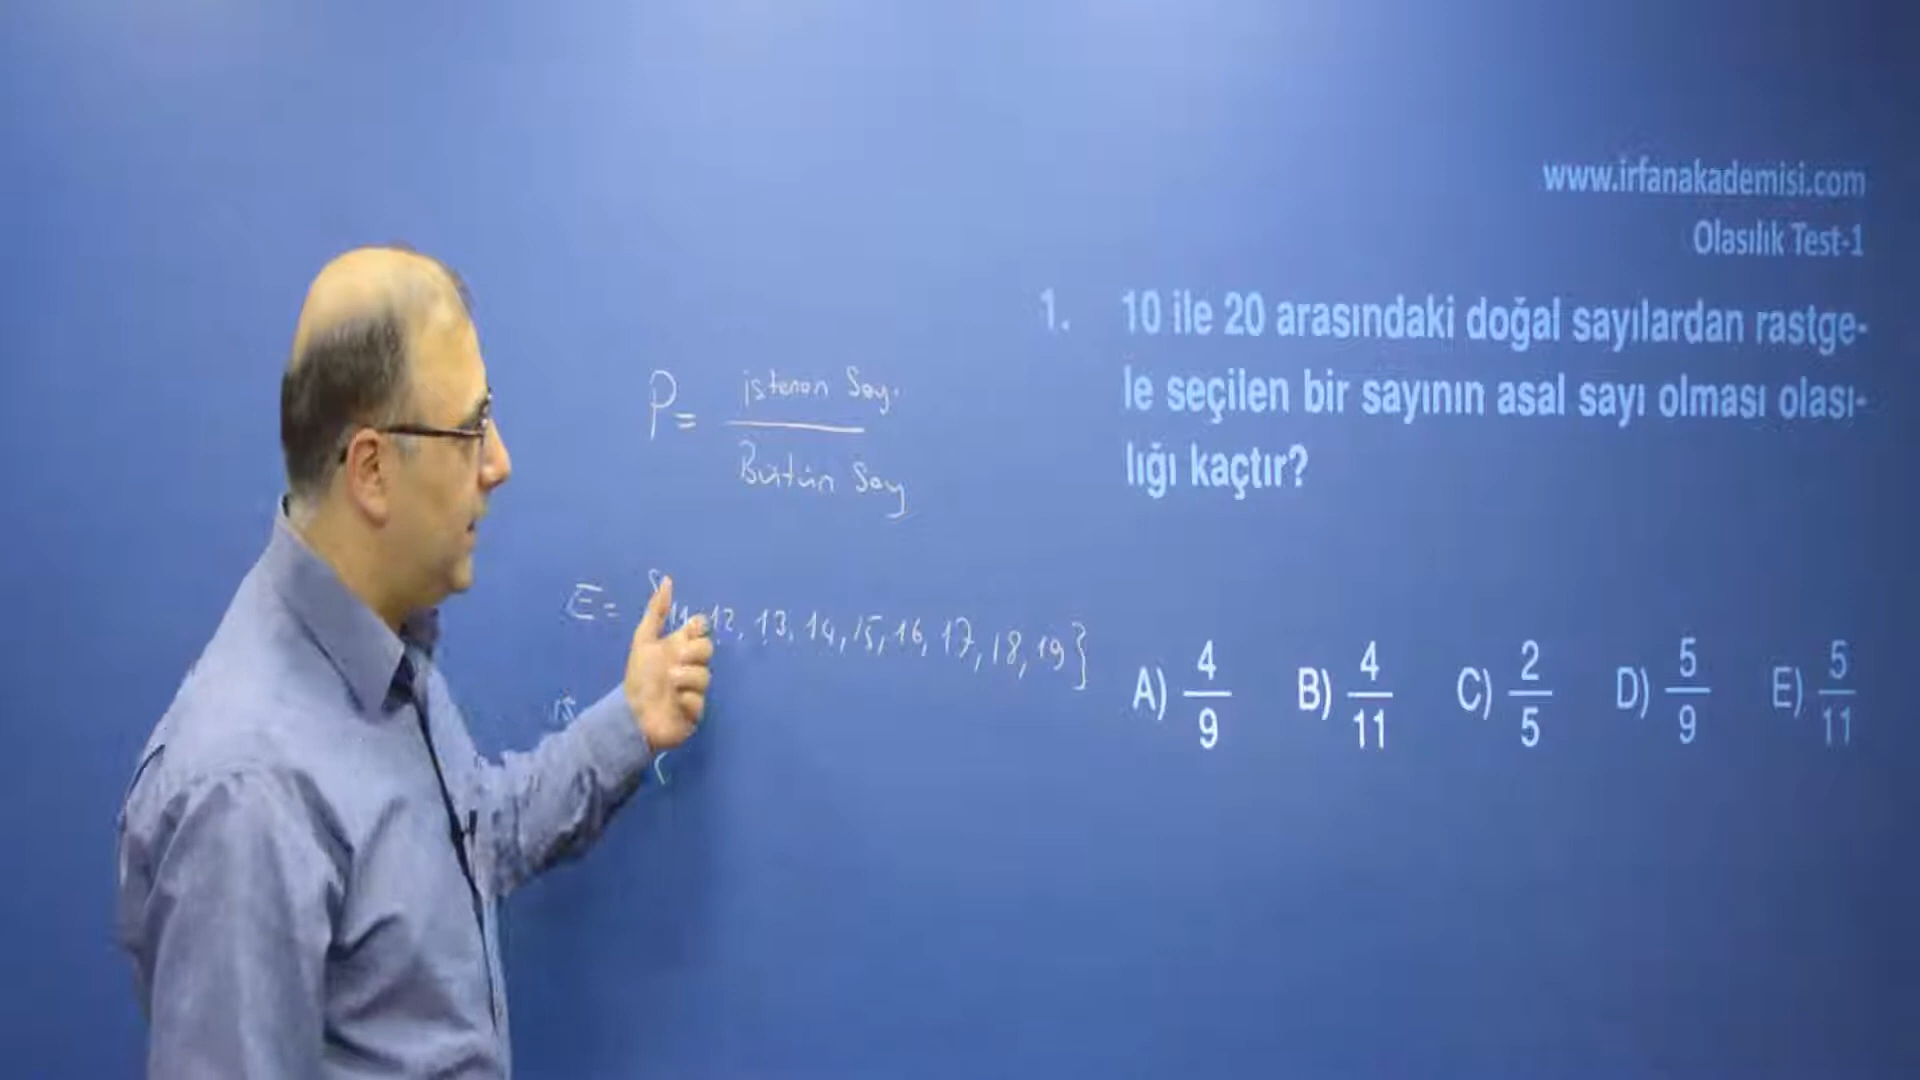 www.irfanakademisi.com
Olasılık Test-1
1. 10 ile 20 arasındaki doğal sayılardan rastge-
le seçilen bir sayının asal sayı olması olası-
lığı kaçtır?
A) 4/9 B) 4/11 C) 2/5 D) 5/9 E) 5/11
P= istenen Say.
Bütün Say
E= {11, 12, 13, 14, 15, 16, 17, 18, 19}